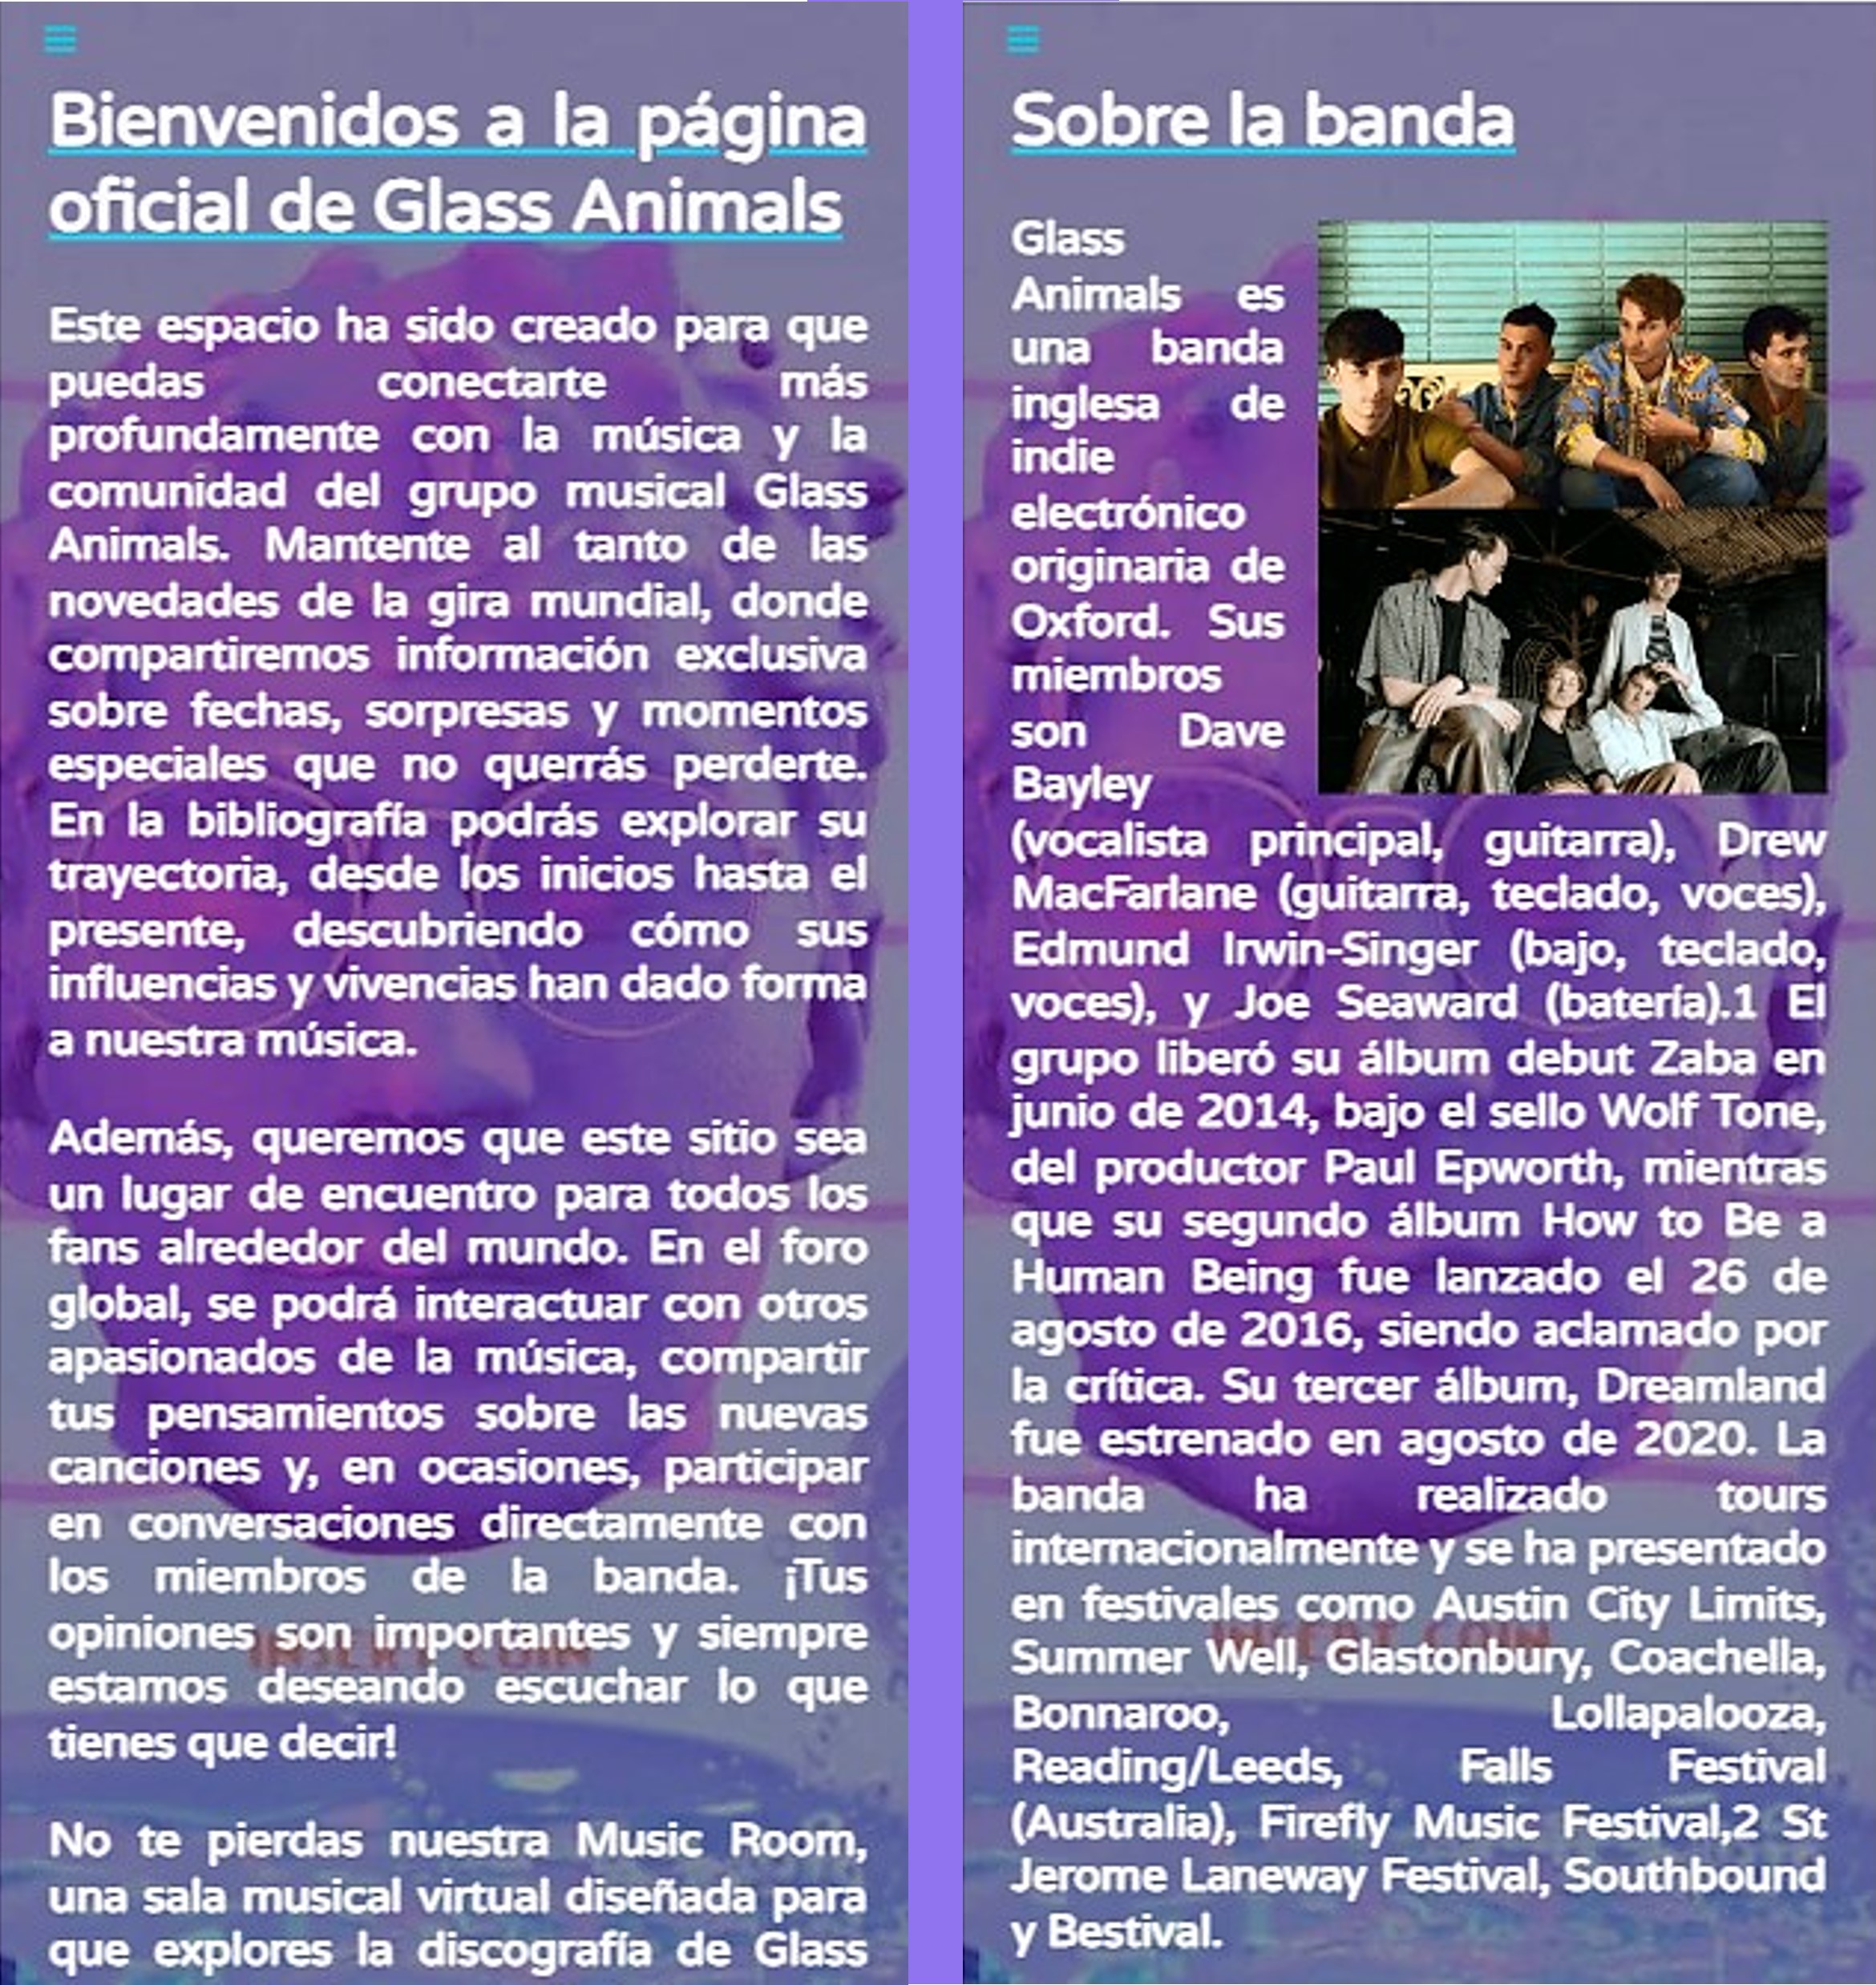 Bienvenidos a la página
oficial de Glass Animals
Este espacio ha sido creado para que
puedas conectarte más
profundamente con la música y la
comunidad del grupo musical Glass
Animals. Mantente al tanto de las
novedades de la gira mundial, donde
compartiremos información exclusiva
sobre fechas, sorpresas y momentos
especiales que no querrás perderte.
En la bibliografía podrás explorar su
trayectoria, desde los inicios hasta el
presente, descubriendo cómo sus
influencias y vivencias han dado forma
a nuestra música.
Además, queremos que este sitio sea
un lugar de encuentro para todos los
fans alrededor del mundo. En el foro
global, se podrá interactuar con otros
apasionados de la música, compartir
tus pensamientos sobre las nuevas
canciones y, en ocasiones, participar
en conversaciones directamente con
los miembros de la banda. ¡Tus
opiniones son importantes y siempre
estamos deseando escuchar lo que
tienes que decir!
No te pierdas nuestra Music Room,
una sala musical virtual diseñada para
que explores la discografía de Glass
INSERT COIN
Sobre la banda
Glass
Animals es
una banda
inglesa de
indie
electrónico
originaria de
Oxford. Sus
miembros
son Dave
Bayley
(vocalista principal, guitarra), Drew
MacFarlane (guitarra, teclado, voces),
Edmund Irwin-Singer (bajo, teclado,
voces), y Joe Seaward (batería).1 El
grupo liberó su álbum debut Zaba en
junio de 2014, bajo el sello Wolf Tone,
del productor Paul Epworth, mientras
que su segundo álbum How to Be a
Human Being fue lanzado el 26 de
agosto de 2016, siendo aclamado por
la crítica. Su tercer álbum, Dreamland
fue estrenado en agosto de 2020. La
banda ha realizado tours
internacionalmente y se ha presentado
en festivales como Austin City Limits,
Summer Well, Glastonbury, Coachella,
Bonnaroo, Lollapalooza,
Reading/Leeds, Falls Festival
(Australia), Firefly Music Festival,2 St
Jerome Laneway Festival, Southbound
y Bestival.
INSERT COIN